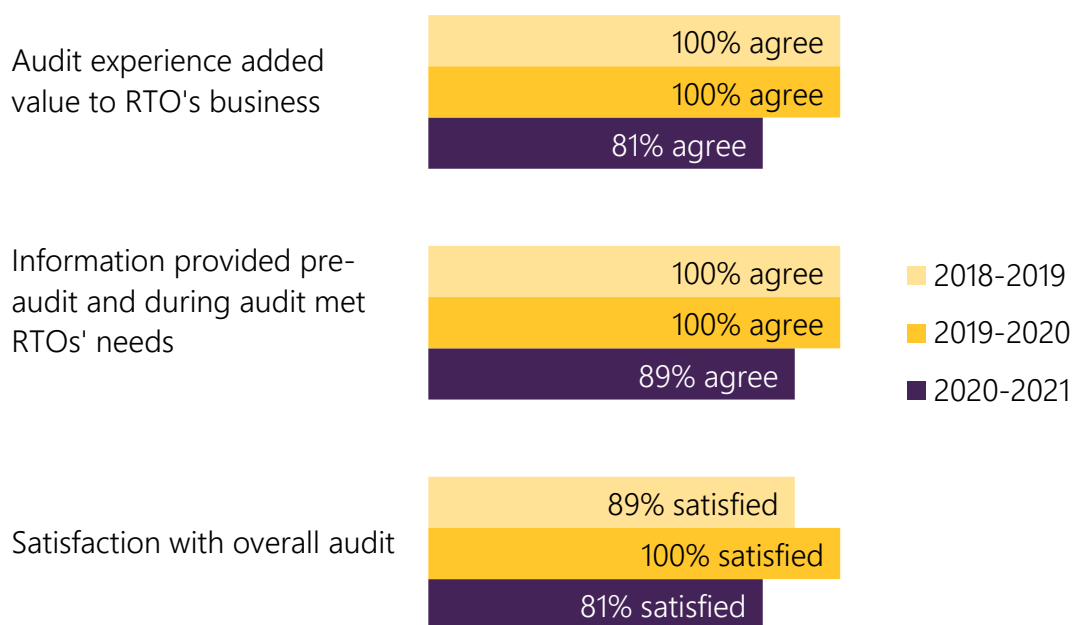 Audit experience added
value to RTO's business
100% agree
100% agree
81% agree
Information provided pre-
audit and during audit met
RTOs' needs
100% agree
100% agree
89% agree
2018-2019
2019-2020
2020-2021
Satisfaction with overall audit
89% satisfied
100% satisfied
81% satisfied